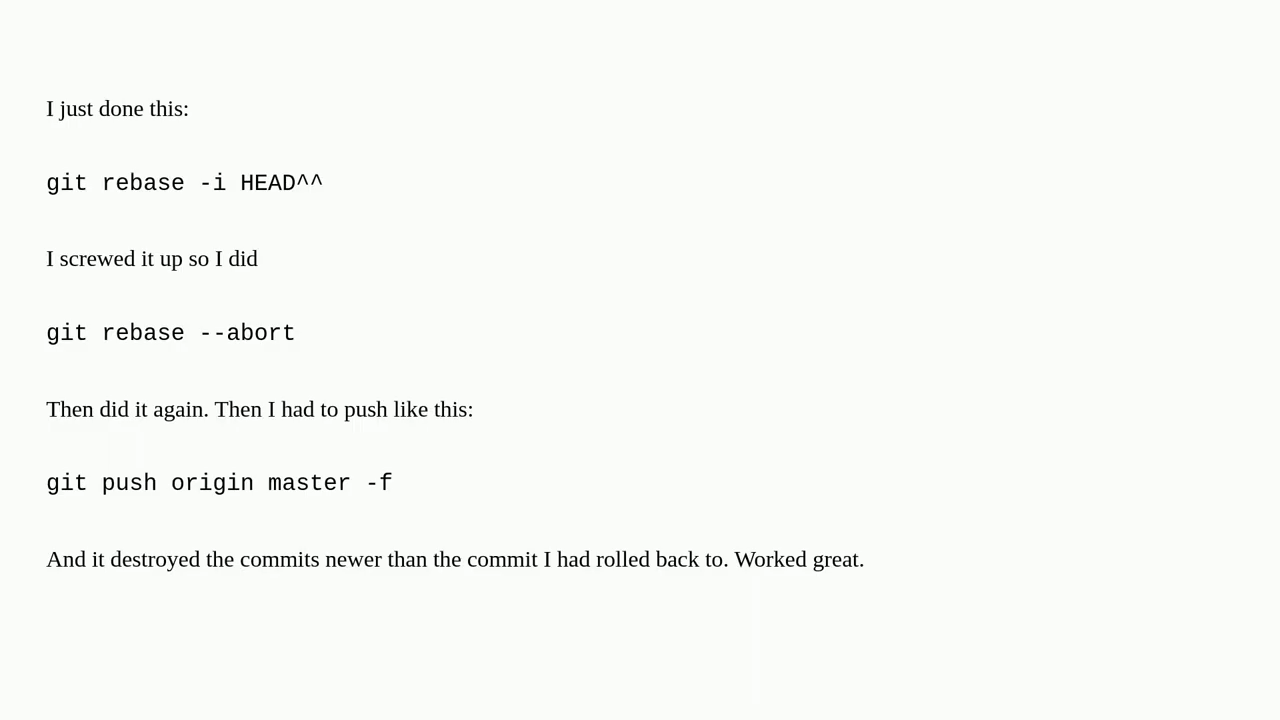 I just done this:
git rebase -i HEAD^^
I screwed it up so I did
git rebase --abort
Then did it again. Then I had to push like this:
git push origin master -f
And it destroyed the commits newer than the commit I had rolled back to. Worked great.